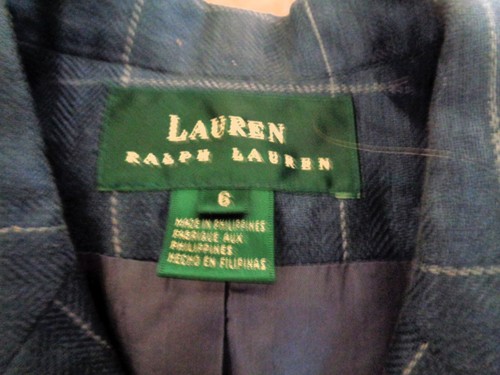 LAUREN
RALPH LAUREN
6
MADE IN PHILIPPINES
FABRIQUE AUX
PHILIPPINES
HECHO EN FILIPINAS